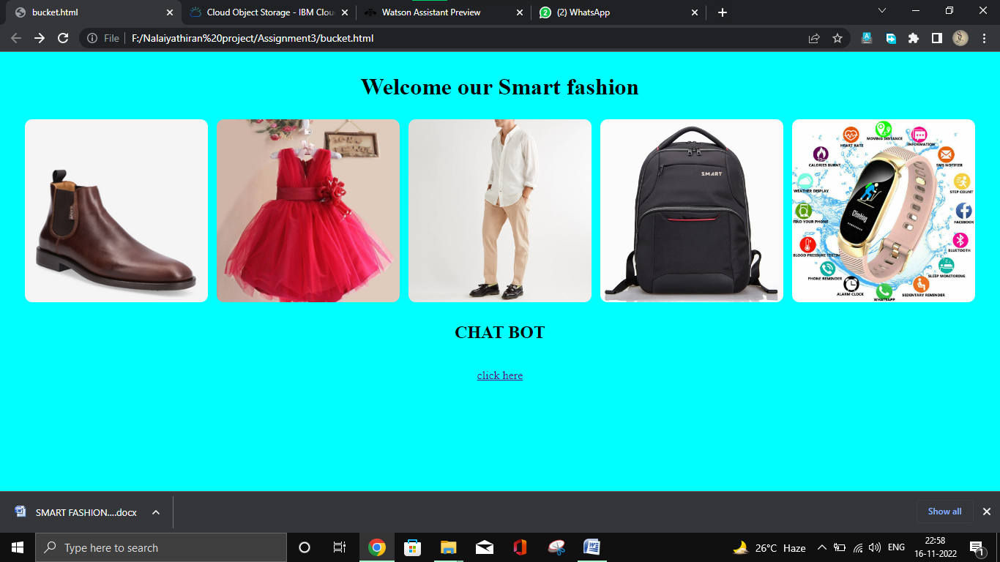 bucket.html
Cloud Object Storage - IBM Clou
Watson Assistant Preview
(2) WhatsApp
File
F:/Nalaiyathiran%20project/Assignment3/bucket.html
Welcome our Smart fashion
SMART
MOVING DISTANCE
HEART RATE
INFORMATION
CALORIES BURNT
SMS NOTIFIER
WEATHER DISPLAY
STEP COUNT
Climbing
FIND YOUR PHONE
FACEBOOK
BLOOD PRESSURE TESTIN
BLUETOOTH
PHONE REMINDER
SLEEP MONITORING
ALARM CLOCK
WHATSAPP
SEDENTARY REMINDER
CHAT BOT
click here
SMART FASHION....docx
Show all
Type here to search
26°C Haze
ENG
22:58
16-11-2022
1